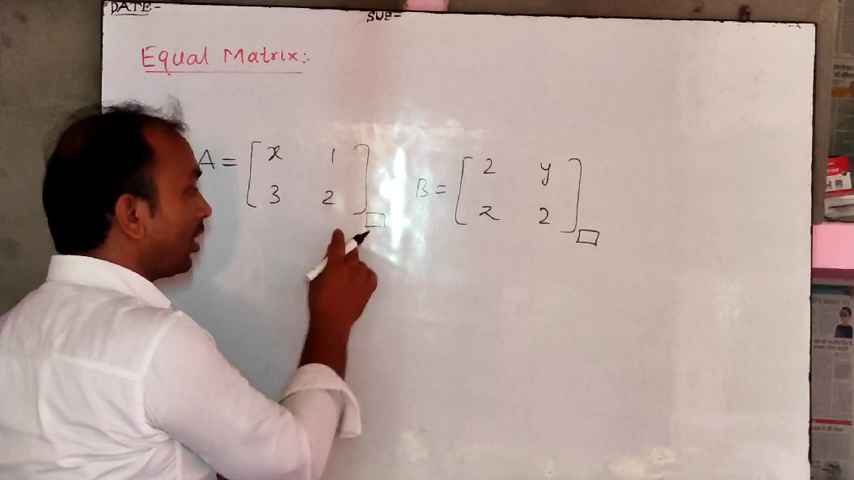 DATE-
SUB=
Equal Matrix:-
A = [ x 1
3 2 ]
B = [ 2 y
z 2 ]